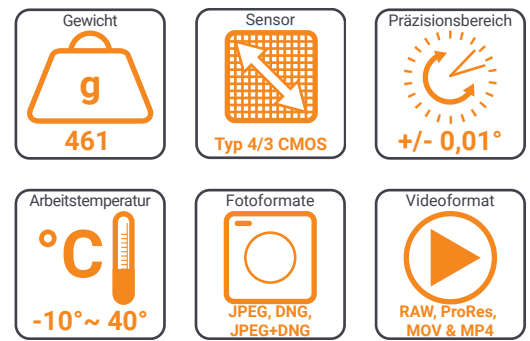 Gewicht
g
461
Sensor
Typ 4/3 CMOS
Präzisionsbereich
+/- 0,01°
Arbeitstemperatur
°C
-10°~ 40°
Fotoformate
JPEG, DNG,
JPEG+DNG
Videoformat
RAW, ProRes,
MOV & MP4